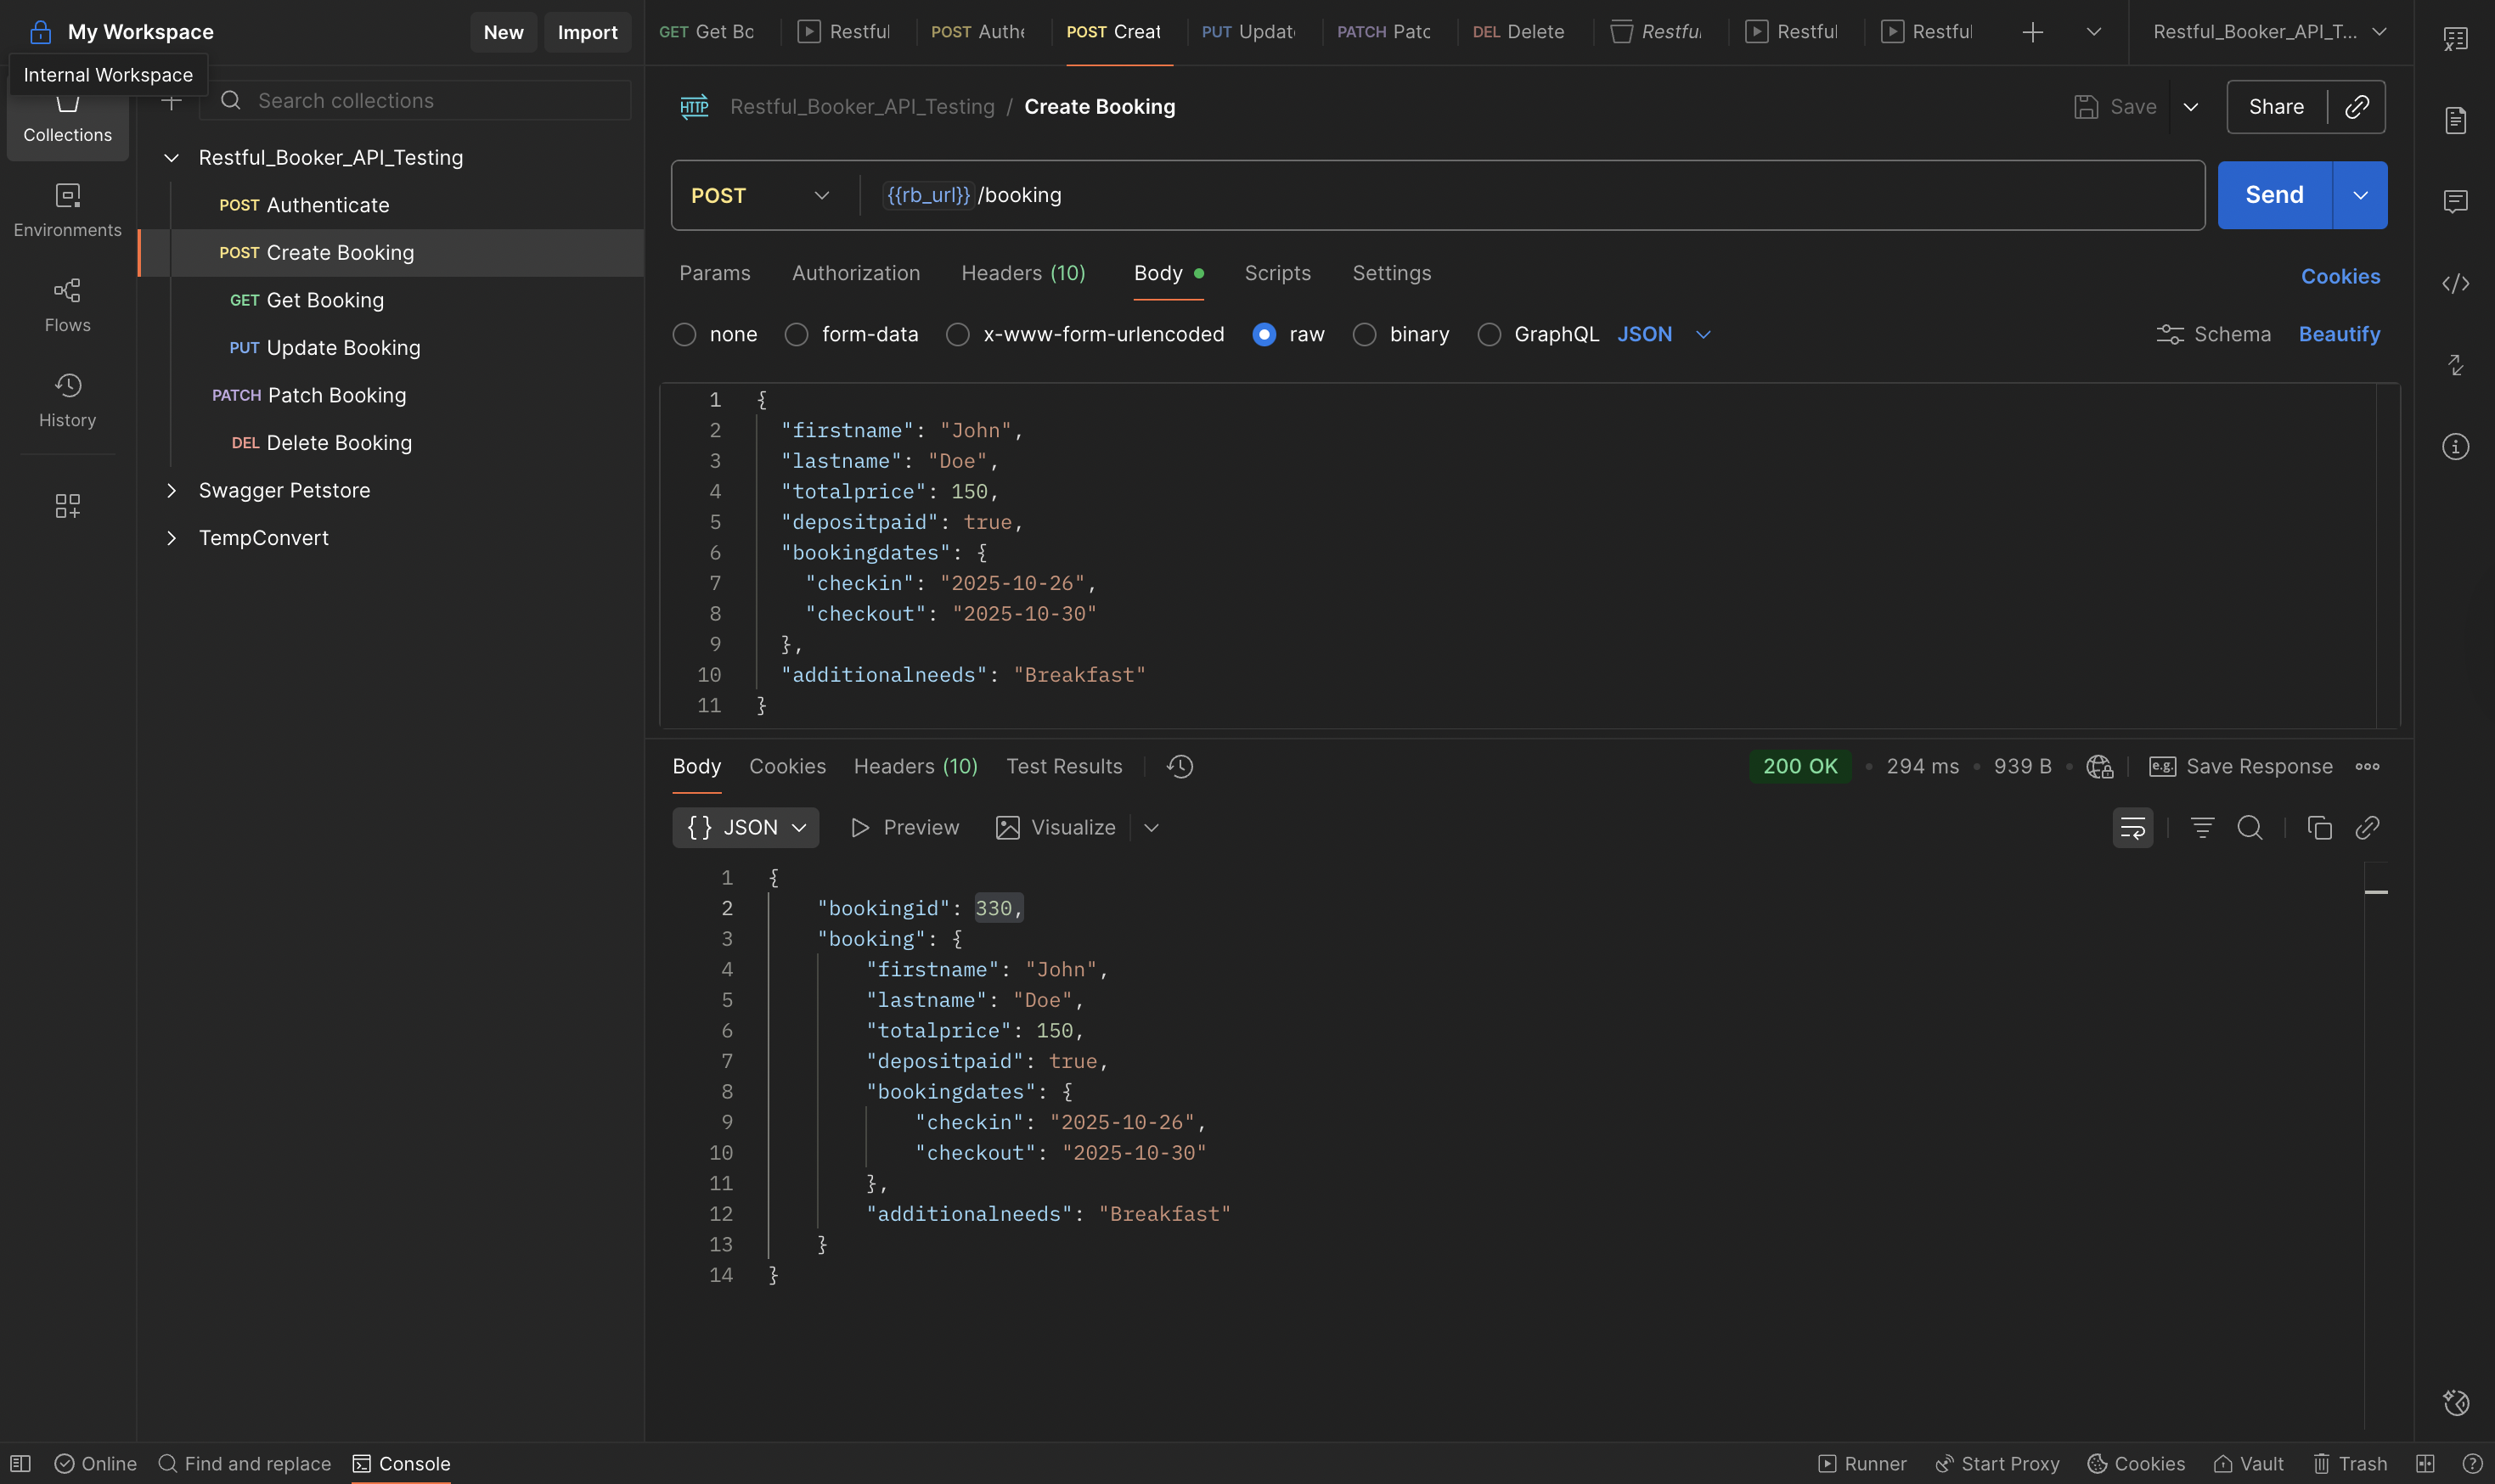 My Workspace
New
Import
GET Get Bo
Restful
POST Authe
POST Creat
PUT Updat
PATCH Patc
DEL Delete
Restfu
Restful
Restful
Restful_Booker_API_T...
Internal Workspace
Search collections
Collections
Environments
Flows
History
Restful_Booker_API_Testing
POST Authenticate
POST Create Booking
GET Get Booking
PUT Update Booking
PATCH Patch Booking
DEL Delete Booking
Swagger Petstore
TempConvert
HTTP Restful_Booker_API_Testing / Create Booking
Save
Share
POST
{{rb_url}} /booking
Send
Params
Authorization
Headers (10)
Body
Scripts
Settings
Cookies
none
form-data
x-www-form-urlencoded
raw
binary
GraphQL
JSON
Schema
Beautify
1 {
2 "firstname": "John",
3 "lastname": "Doe",
4 "totalprice": 150,
5 "depositpaid": true,
6 "bookingdates": {
7 "checkin": "2025-10-26",
8 "checkout": "2025-10-30"
9 },
10 "additionalneeds": "Breakfast"
11 }
Body
Cookies
Headers (10)
Test Results
200 OK • 294 ms • 939 B •
e.g. Save Response
{} JSON
Preview
Visualize
1 {
2 "bookingid": 330,
3 "booking": {
4 "firstname": "John",
5 "lastname": "Doe",
6 "totalprice": 150,
7 "depositpaid": true,
8 "bookingdates": {
9 "checkin": "2025-10-26",
10 "checkout": "2025-10-30"
11 },
12 "additionalneeds": "Breakfast"
13 }
14 }
Online
Find and replace
Console
Runner
Start Proxy
Cookies
Vault
Trash